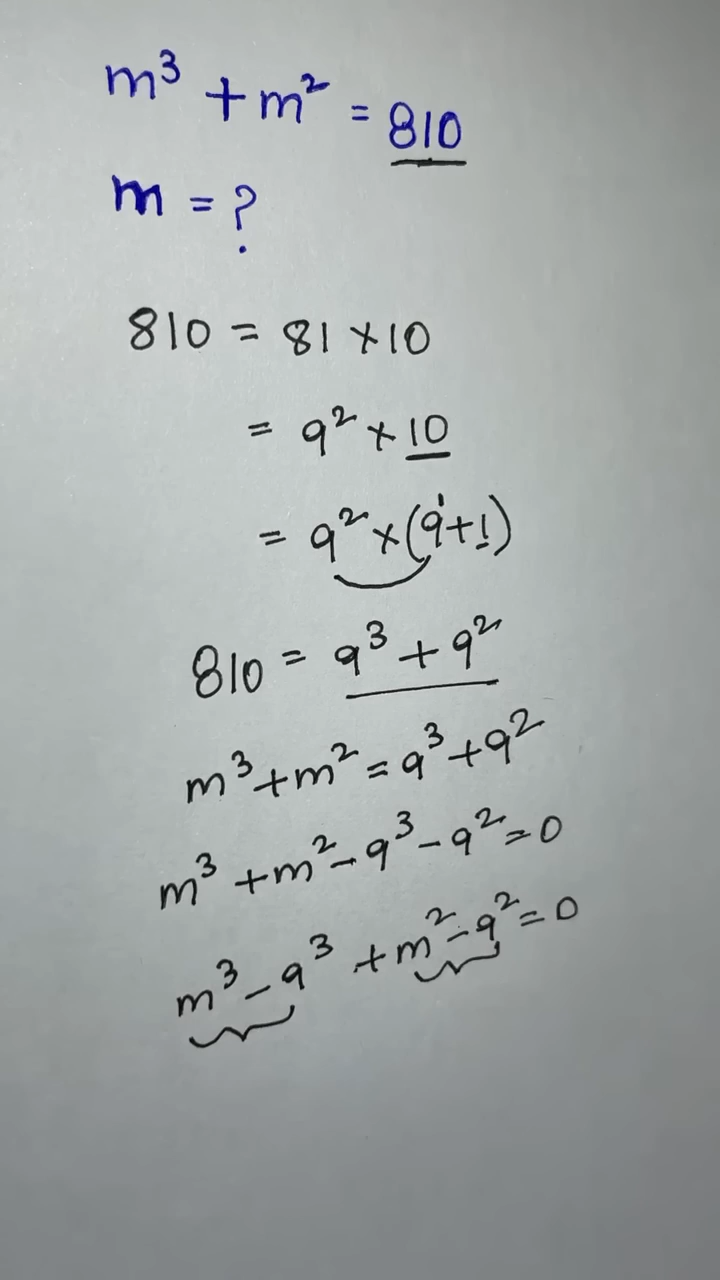 m³ + m² = 810
m = ?
810 = 81 × 10
= 9² × 10
= 9² × (9¹+1)
810 = 9³ + 9²
m³ + m² = 9³ + 9²
m³ + m² - 9³ - 9² = 0
m³ - 9³ + m² - 9² = 0